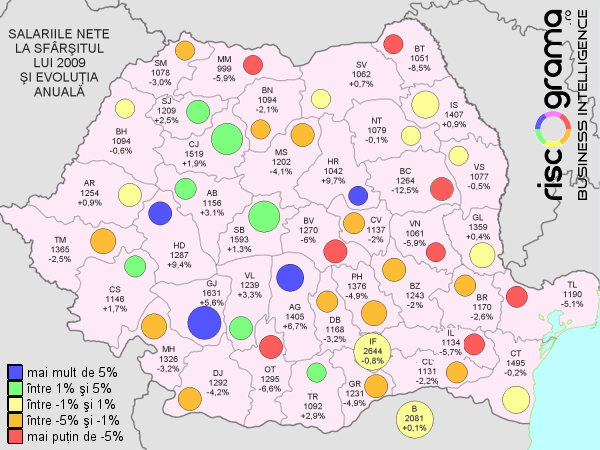 SALARIILE NETE
LA SFÂRȘITUL
LUI 2009
ȘI EVOLUȚIA
ANUALĂ
riscograma.ro
BUSINESS INTELLIGENCE
SM
1078
-3,0%
MM
999
-5,9%
BT
1051
-8,5%
SV
1062
+0,7%
SJ
1209
+2,5%
BN
1094
-2,1%
IS
1407
+0,9%
BH
1094
-0,6%
CJ
1519
+1,9%
NT
1079
-0,1%
MS
1202
-4,1%
HR
1042
+9,7%
BC
1264
-12,5%
VS
1077
-0,5%
AR
1254
+0,9%
AB
1156
+3,1%
SB
1593
+1,3%
BV
1270
-6%
CV
1137
-2%
VN
1061
-5,9%
GL
1359
+0,4%
TM
1365
-2,5%
HD
1287
+9,4%
CS
1146
+1,7%
GJ
1631
+5,6%
VL
1239
+3,3%
AG
1405
+6,7%
PH
1376
-4,9%
BZ
1243
-2%
BR
1170
-2,6%
TL
1190
-5,1%
DB
1168
-3,2%
MH
1326
-3,2%
DJ
1292
-4,2%
OT
1295
-6,6%
TR
1092
+2,9%
GR
1231
-4,9%
IF
2644
-0,8%
IL
1134
-5,7%
CL
1131
-2,2%
CT
1495
-0,2%
B
2081
+0,1%
mai mult de 5%
între 1% și 5%
între -1% și 1%
între -5% și -1%
mai puțin de -5%